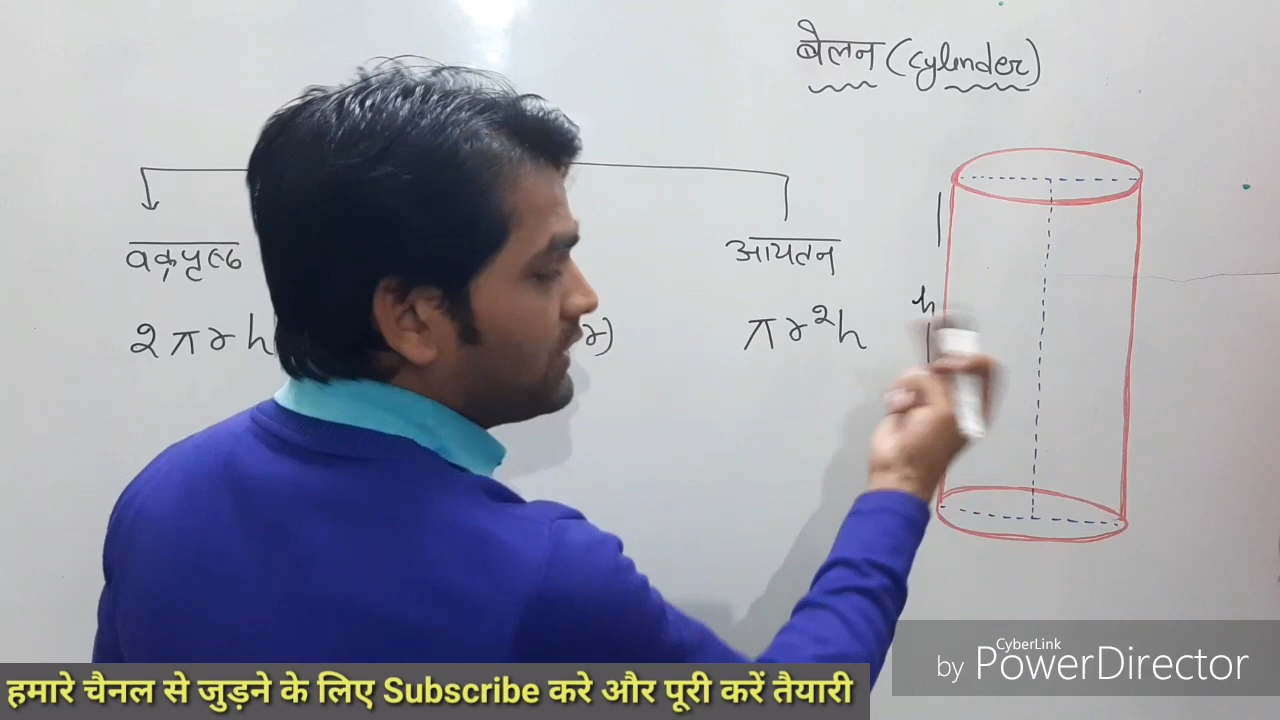 बेलन (Cylinder)
वक्रपृष्ठ
आयतन
2πrh
r)
πr²h
h
हमारे चैनल से जुड़ने के लिए Subscribe करे और पूरी करें तैयारी
CyberLink
by PowerDirector